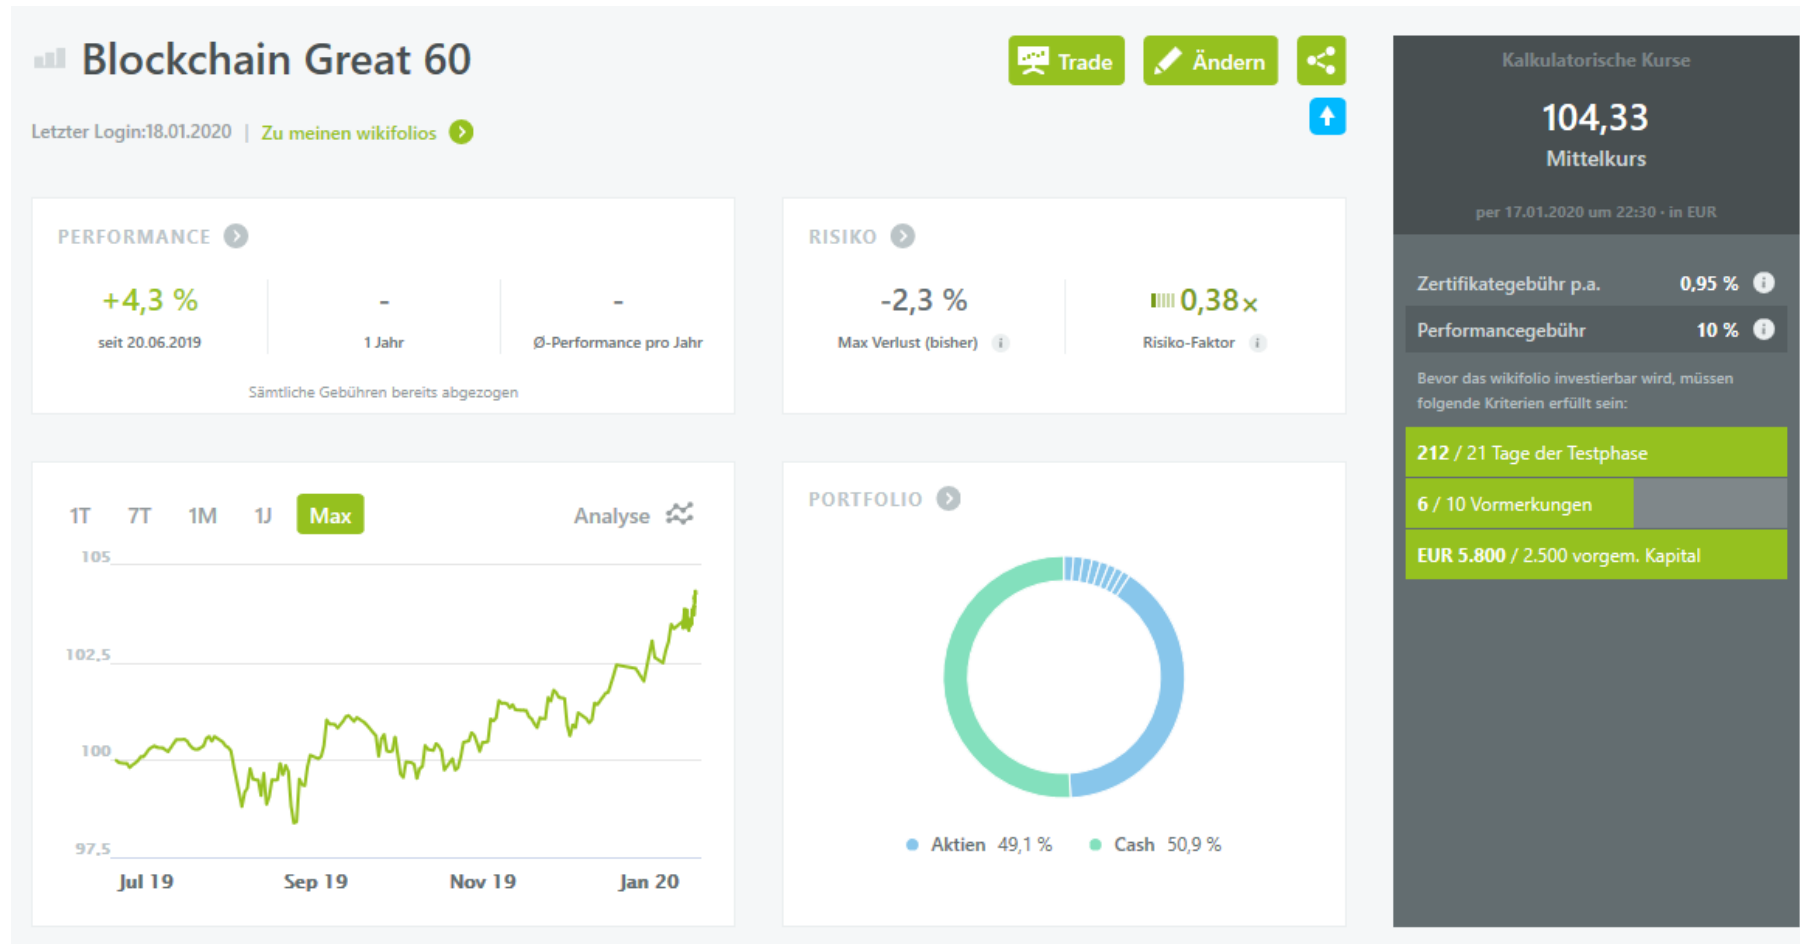 Blockchain Great 60
Trade
Ändern
Letzter Login:18.01.2020 | Zu meinen wikifolios
PERFORMANCE
+4,3 %
seit 20.06.2019
-
1 Jahr
-
Ø-Performance pro Jahr
Sämtliche Gebühren bereits abgezogen
RISIKO
-2,3 %
Max Verlust (bisher) i
0,38x
Risiko-Faktor i
1T 7T 1M 1J Max Analyse
105
102,5
100
97,5
Jul 19 Sep 19 Nov 19 Jan 20
PORTFOLIO
Aktien 49,1 % Cash 50,9 %
Kalkulatorische Kurse
104,33
Mittelkurs
per 17.01.2020 um 22:30 · in EUR
Zertifikategebühr p.a. 0,95 % i
Performancegebühr 10 % i
Bevor das wikifolio investierbar wird, müssen
folgende Kriterien erfüllt sein:
212 / 21 Tage der Testphase
6 / 10 Vormerkungen
EUR 5.800 / 2.500 vorgem. Kapital